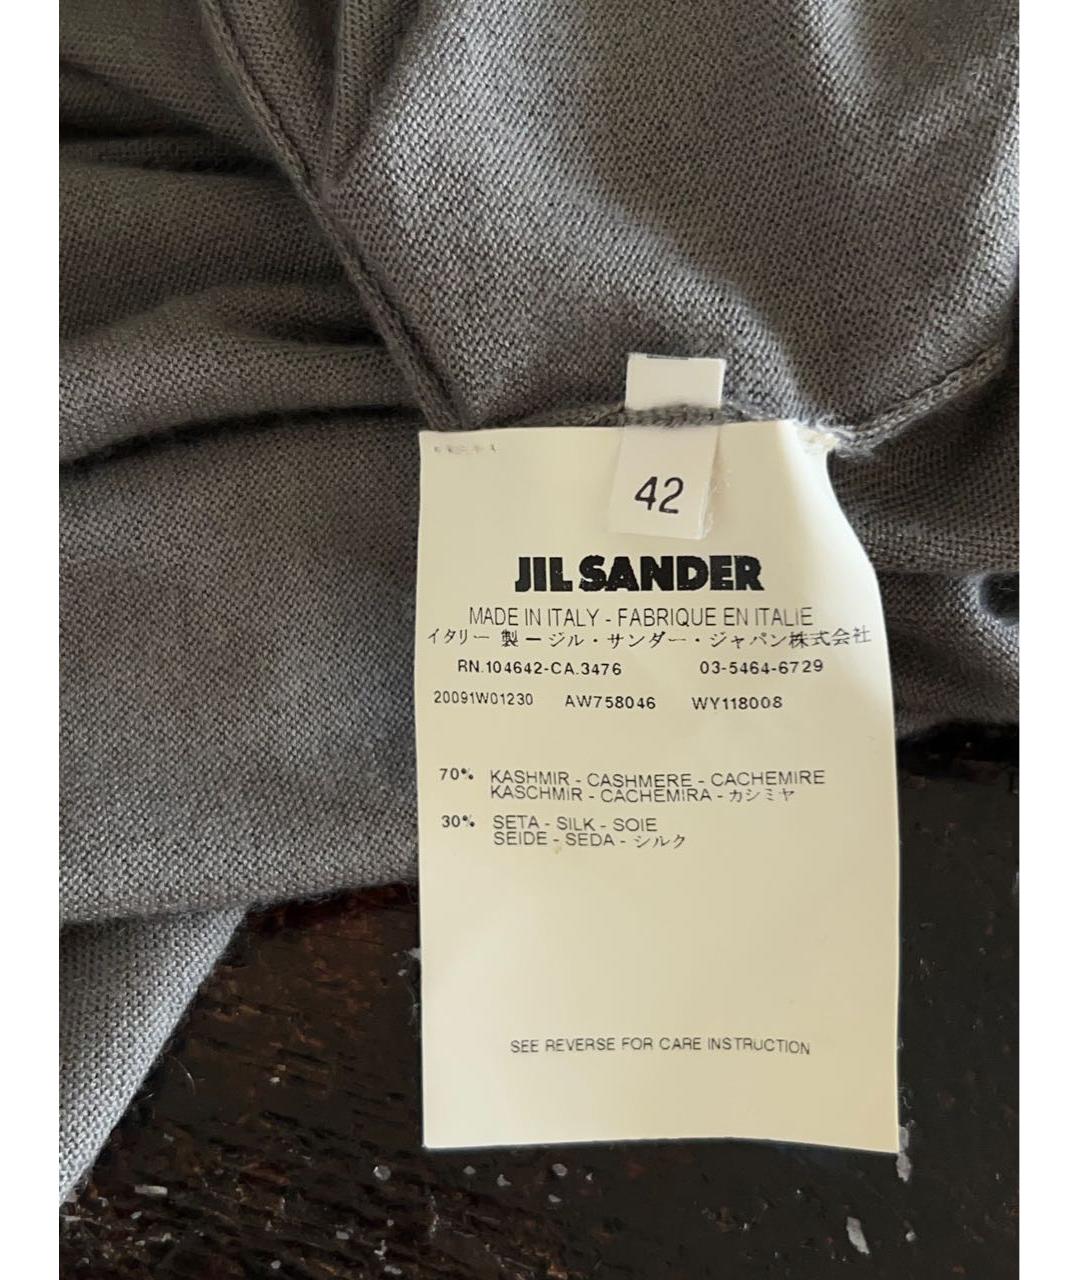 42
JIL SANDER
MADE IN ITALY - FABRIQUE EN ITALIE
イタリー 製 ージル・サンダー・ジャパン株式会社
RN.104642-CA.3476 03-5464-6729
20091W01230 AW758046 WY118008
70% KASHMIR - CASHMERE - CACHEMIRE
KASCHMIR - CACHEMIRA - カシミヤ
30% SETA - SILK - SOIE
SEIDE - SEDA - シルク
SEE REVERSE FOR CARE INSTRUCTION